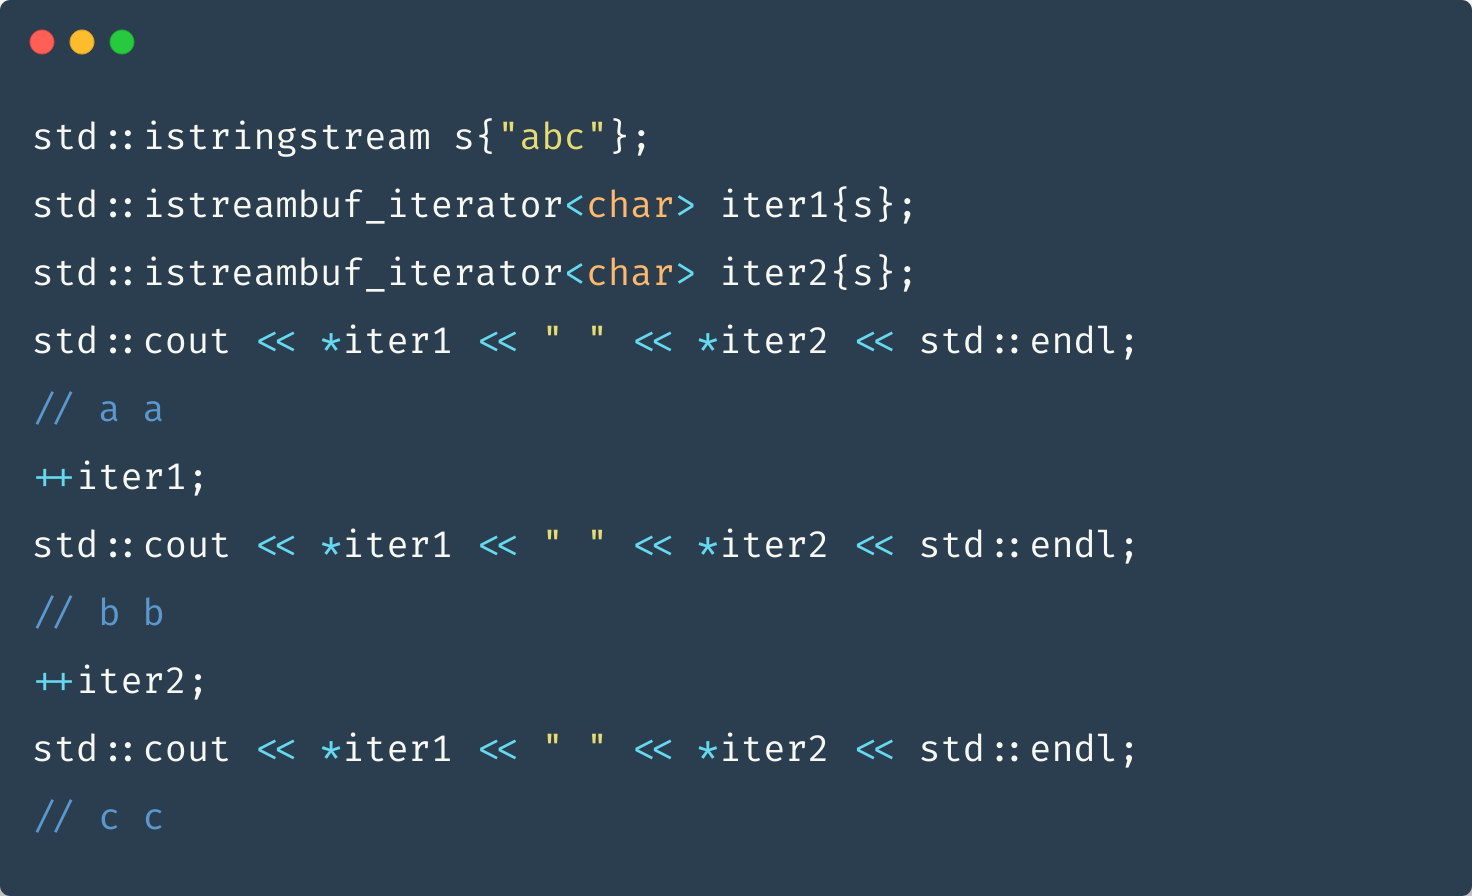 std::istringstream s{"abc"};
std::istreambuf_iterator<char> iter1{s};
std::istreambuf_iterator<char> iter2{s};
std::cout << *iter1 << " " << *iter2 << std::endl;
// a a
++iter1;
std::cout << *iter1 << " " << *iter2 << std::endl;
// b b
++iter2;
std::cout << *iter1 << " " << *iter2 << std::endl;
// c c